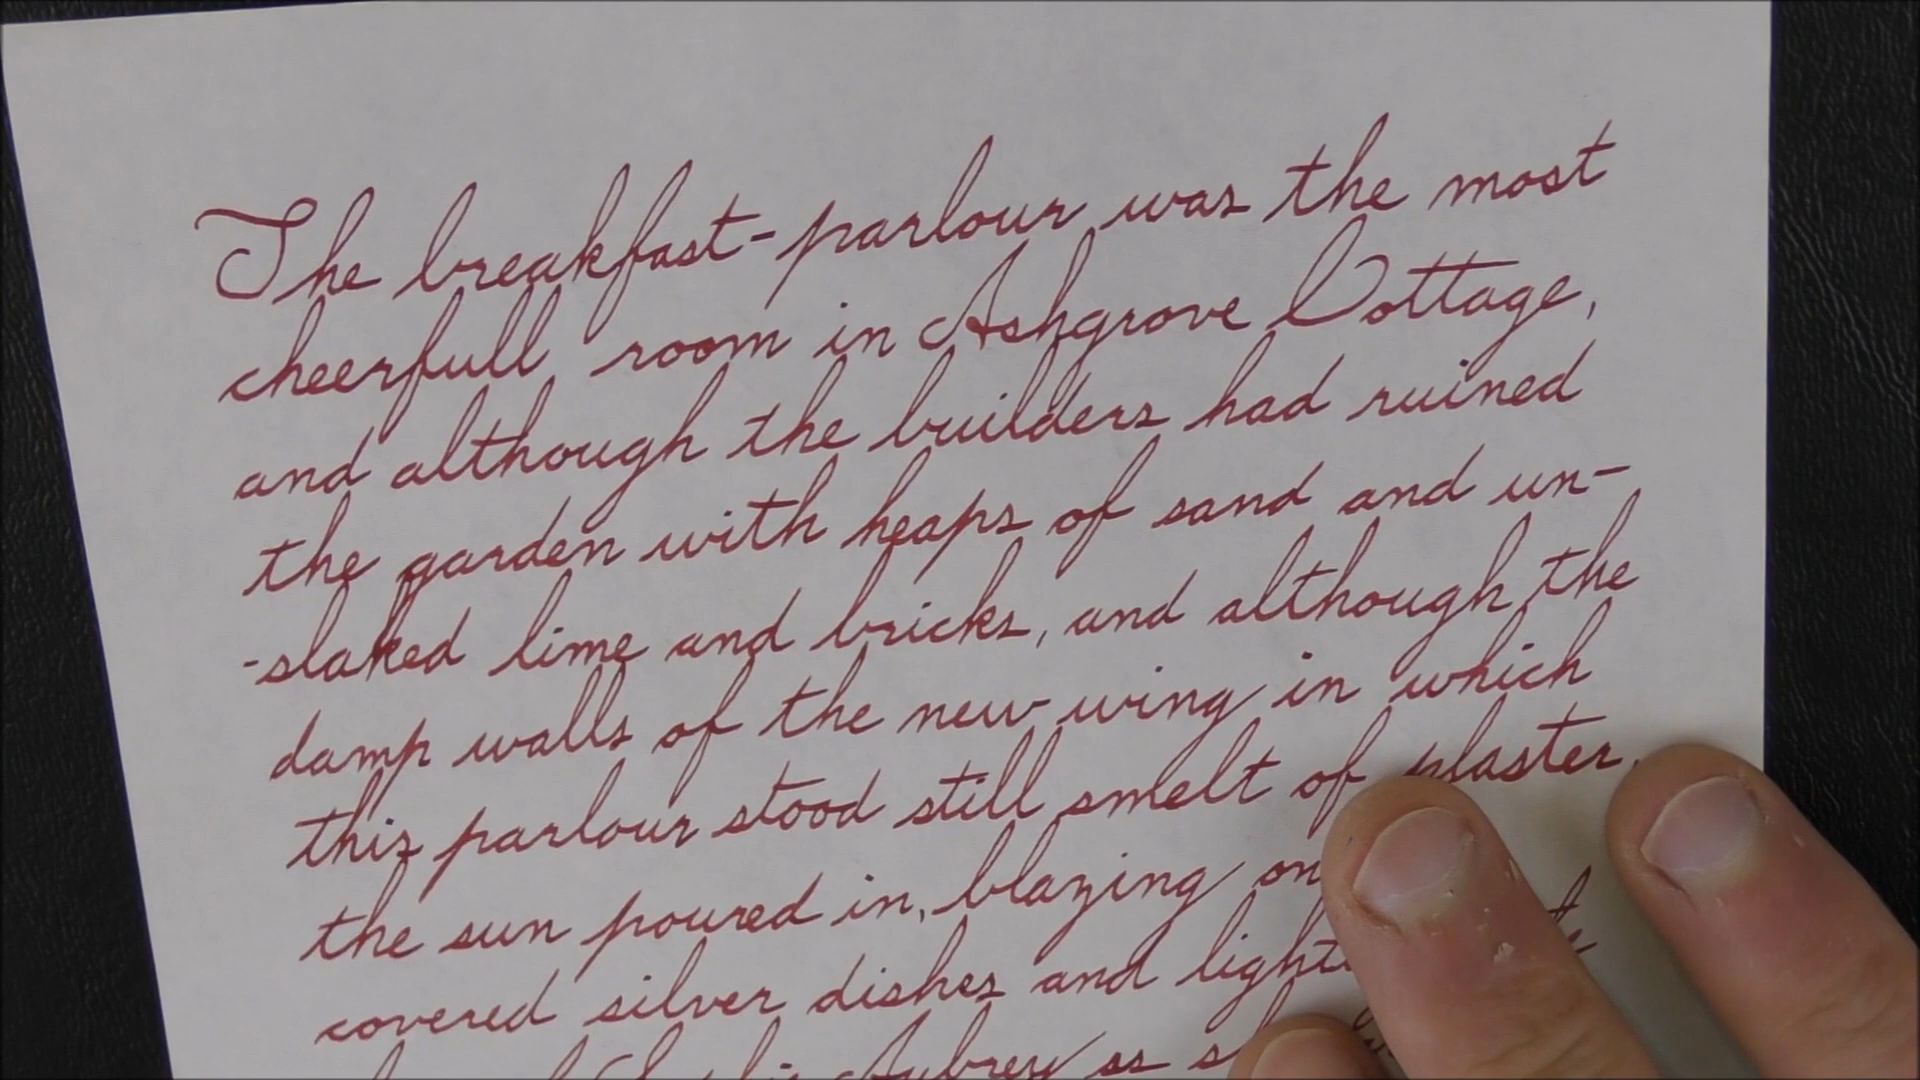 The breakfast-parlour was the most
cheerfull room in Ashgrove Cottage,
and although the builders had ruined
the garden with heaps of sand and un-
-slaked lime and bricks, and although the
damp walls of the new wing in which
this parlour stood still smelt of plaster,
the sun poured in, blazing on
covered silver dishes and
Aubrey as